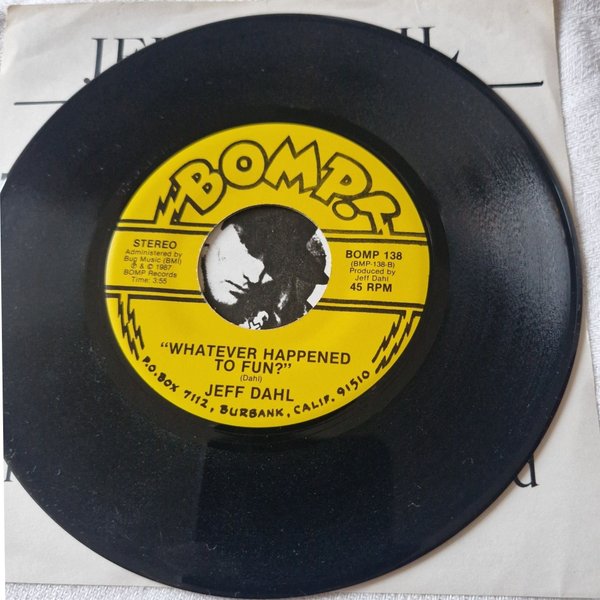 JE
BOMP!
STEREO
Administered by
Bug Music (BMI)
℗ & © 1987
BOMP Records
Time: 3:55
BOMP 138
(BMP-138-B)
Produced by
Jeff Dahl
45 RPM
"WHATEVER HAPPENED
TO FUN?"
(Dahl)
JEFF DAHL
P.O.BOX 7112, BURBANK, CALIF. 91510